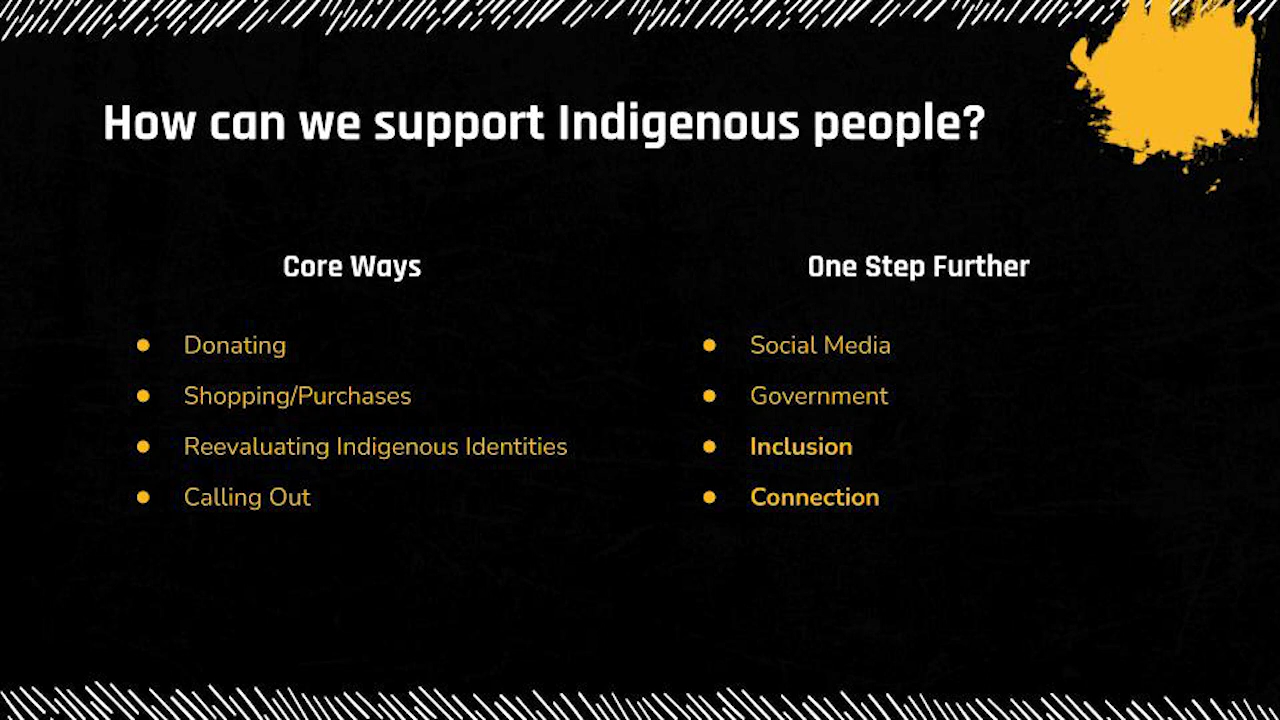 How can we support Indigenous people?
Core Ways
Donating
Shopping/Purchases
Reevaluating Indigenous Identities
Calling Out
One Step Further
Social Media
Government
Inclusion
Connection